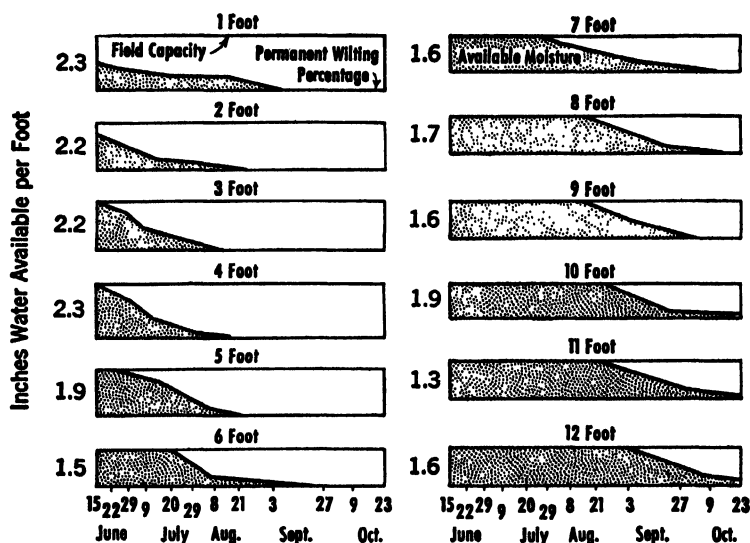 Inches Water Available per Foot
1 Foot
2.3
Field Capacity
Permanent Wilting
Percentage
2 Foot
2.2
3 Foot
2.2
4 Foot
2.3
5 Foot
1.9
6 Foot
1.5
15 22 29 9 20 29 8 21 3 27 9 23
June July Aug. Sept. Oct.
7 Foot
1.6
Available Moisture
8 Foot
1.7
9 Foot
1.6
10 Foot
1.9
11 Foot
1.3
12 Foot
1.6
15 22 29 9 20 29 8 21 3 27 9 23
June July Aug. Sept. Oct.